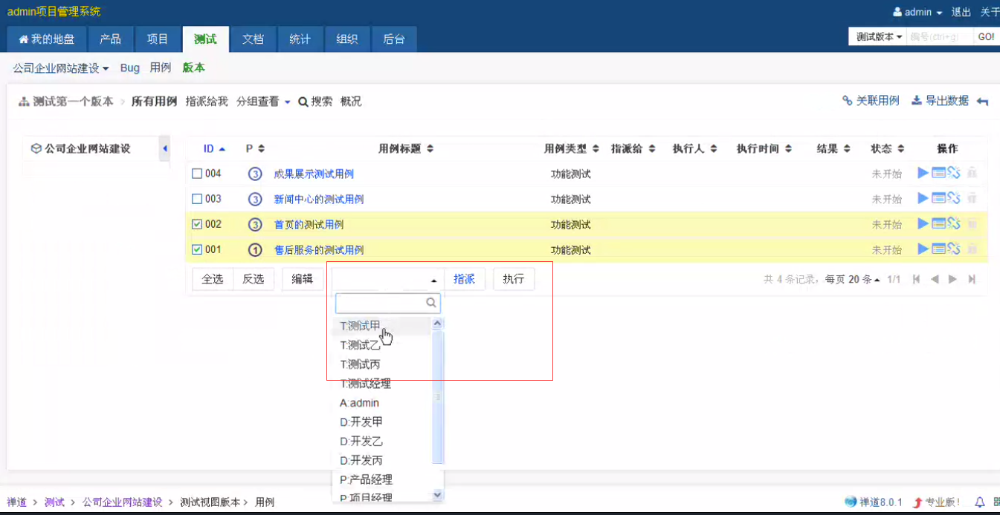 admin项目管理系统 admin 退出 关于
我的地盘 产品 项目 测试 文档 统计 组织 后台 测试版本 编号(ctrl+g) GO!
公司企业网站建设 Bug 用例 版本
测试第一个版本 所有用例 指派给我 分组查看 搜索 概况 关联用例 导出数据
公司企业网站建设
ID P 用例标题 用例类型 指派给 执行人 执行时间 结果 状态 操作
004 3 成果展示测试用例 功能测试 未开始
003 3 新闻中心的测试用例 功能测试 未开始
002 3 首页的测试用例 功能测试 未开始
001 1 售后服务的测试用例 功能测试 未开始
全选 反选 编辑 指派 执行 共 4 条记录，每页 20 条 1/1
T:测试甲
T:测试乙
T:测试丙
T:测试经理
A:admin
D:开发甲
D:开发乙
D:开发丙
P:产品经理
P:项目经理
禅道 > 测试 > 公司企业网站建设 > 测试视图版本 > 用例 禅道8.0.1 专业版!